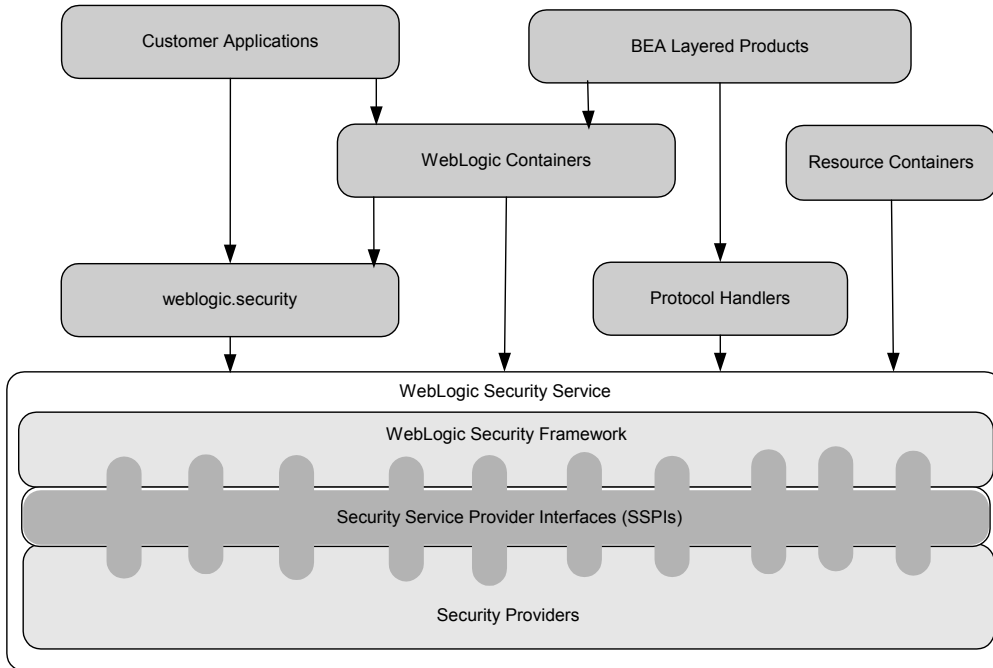 Customer Applications
BEA Layered Products
WebLogic Containers
Resource Containers
weblogic.security
Protocol Handlers
WebLogic Security Service
WebLogic Security Framework
Security Service Provider Interfaces (SSPIs)
Security Providers